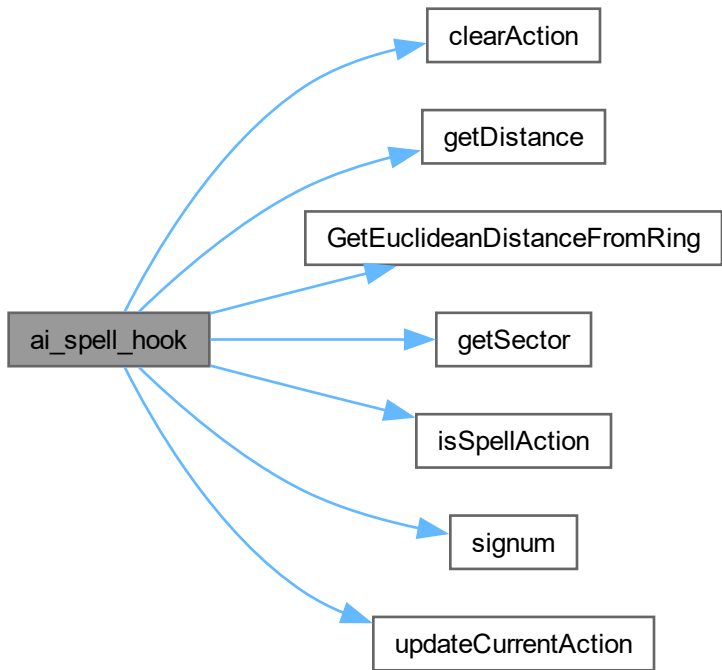 clearAction
getDistance
GetEuclideanDistanceFromRing
ai_spell_hook
getSector
isSpellAction
signum
updateCurrentAction